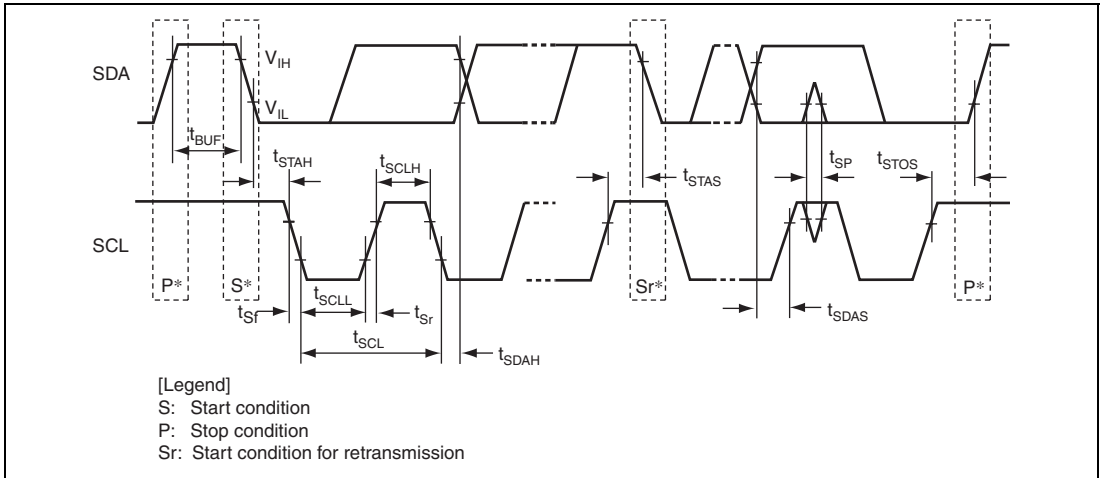 SDA
V_IH
V_IL
t_BUF
t_STAH
t_SCLH
t_STAS
t_SP
t_STOS
SCL
P*
S*
Sr*
P*
t_Sf
t_SCLL
t_Sr
t_SCL
t_SDAH
t_SDAS
[Legend]
S: Start condition
P: Stop condition
Sr: Start condition for retransmission